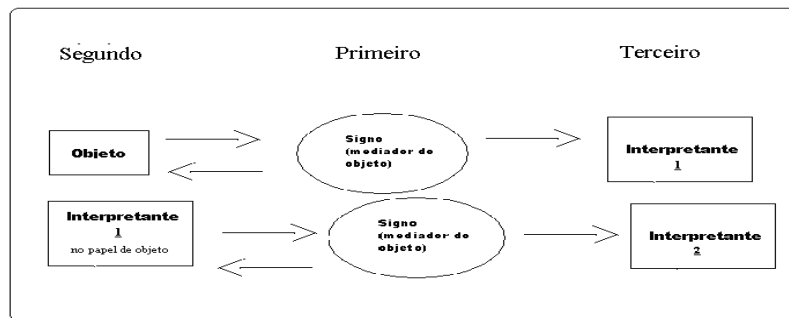 Segundo
Primeiro
Terceiro
Objeto
Signo
(mediador do
objeto)
Interpretante
1
Interpretante
1
no papel de objeto
Signo
(mediador do
objeto)
Interpretante
2